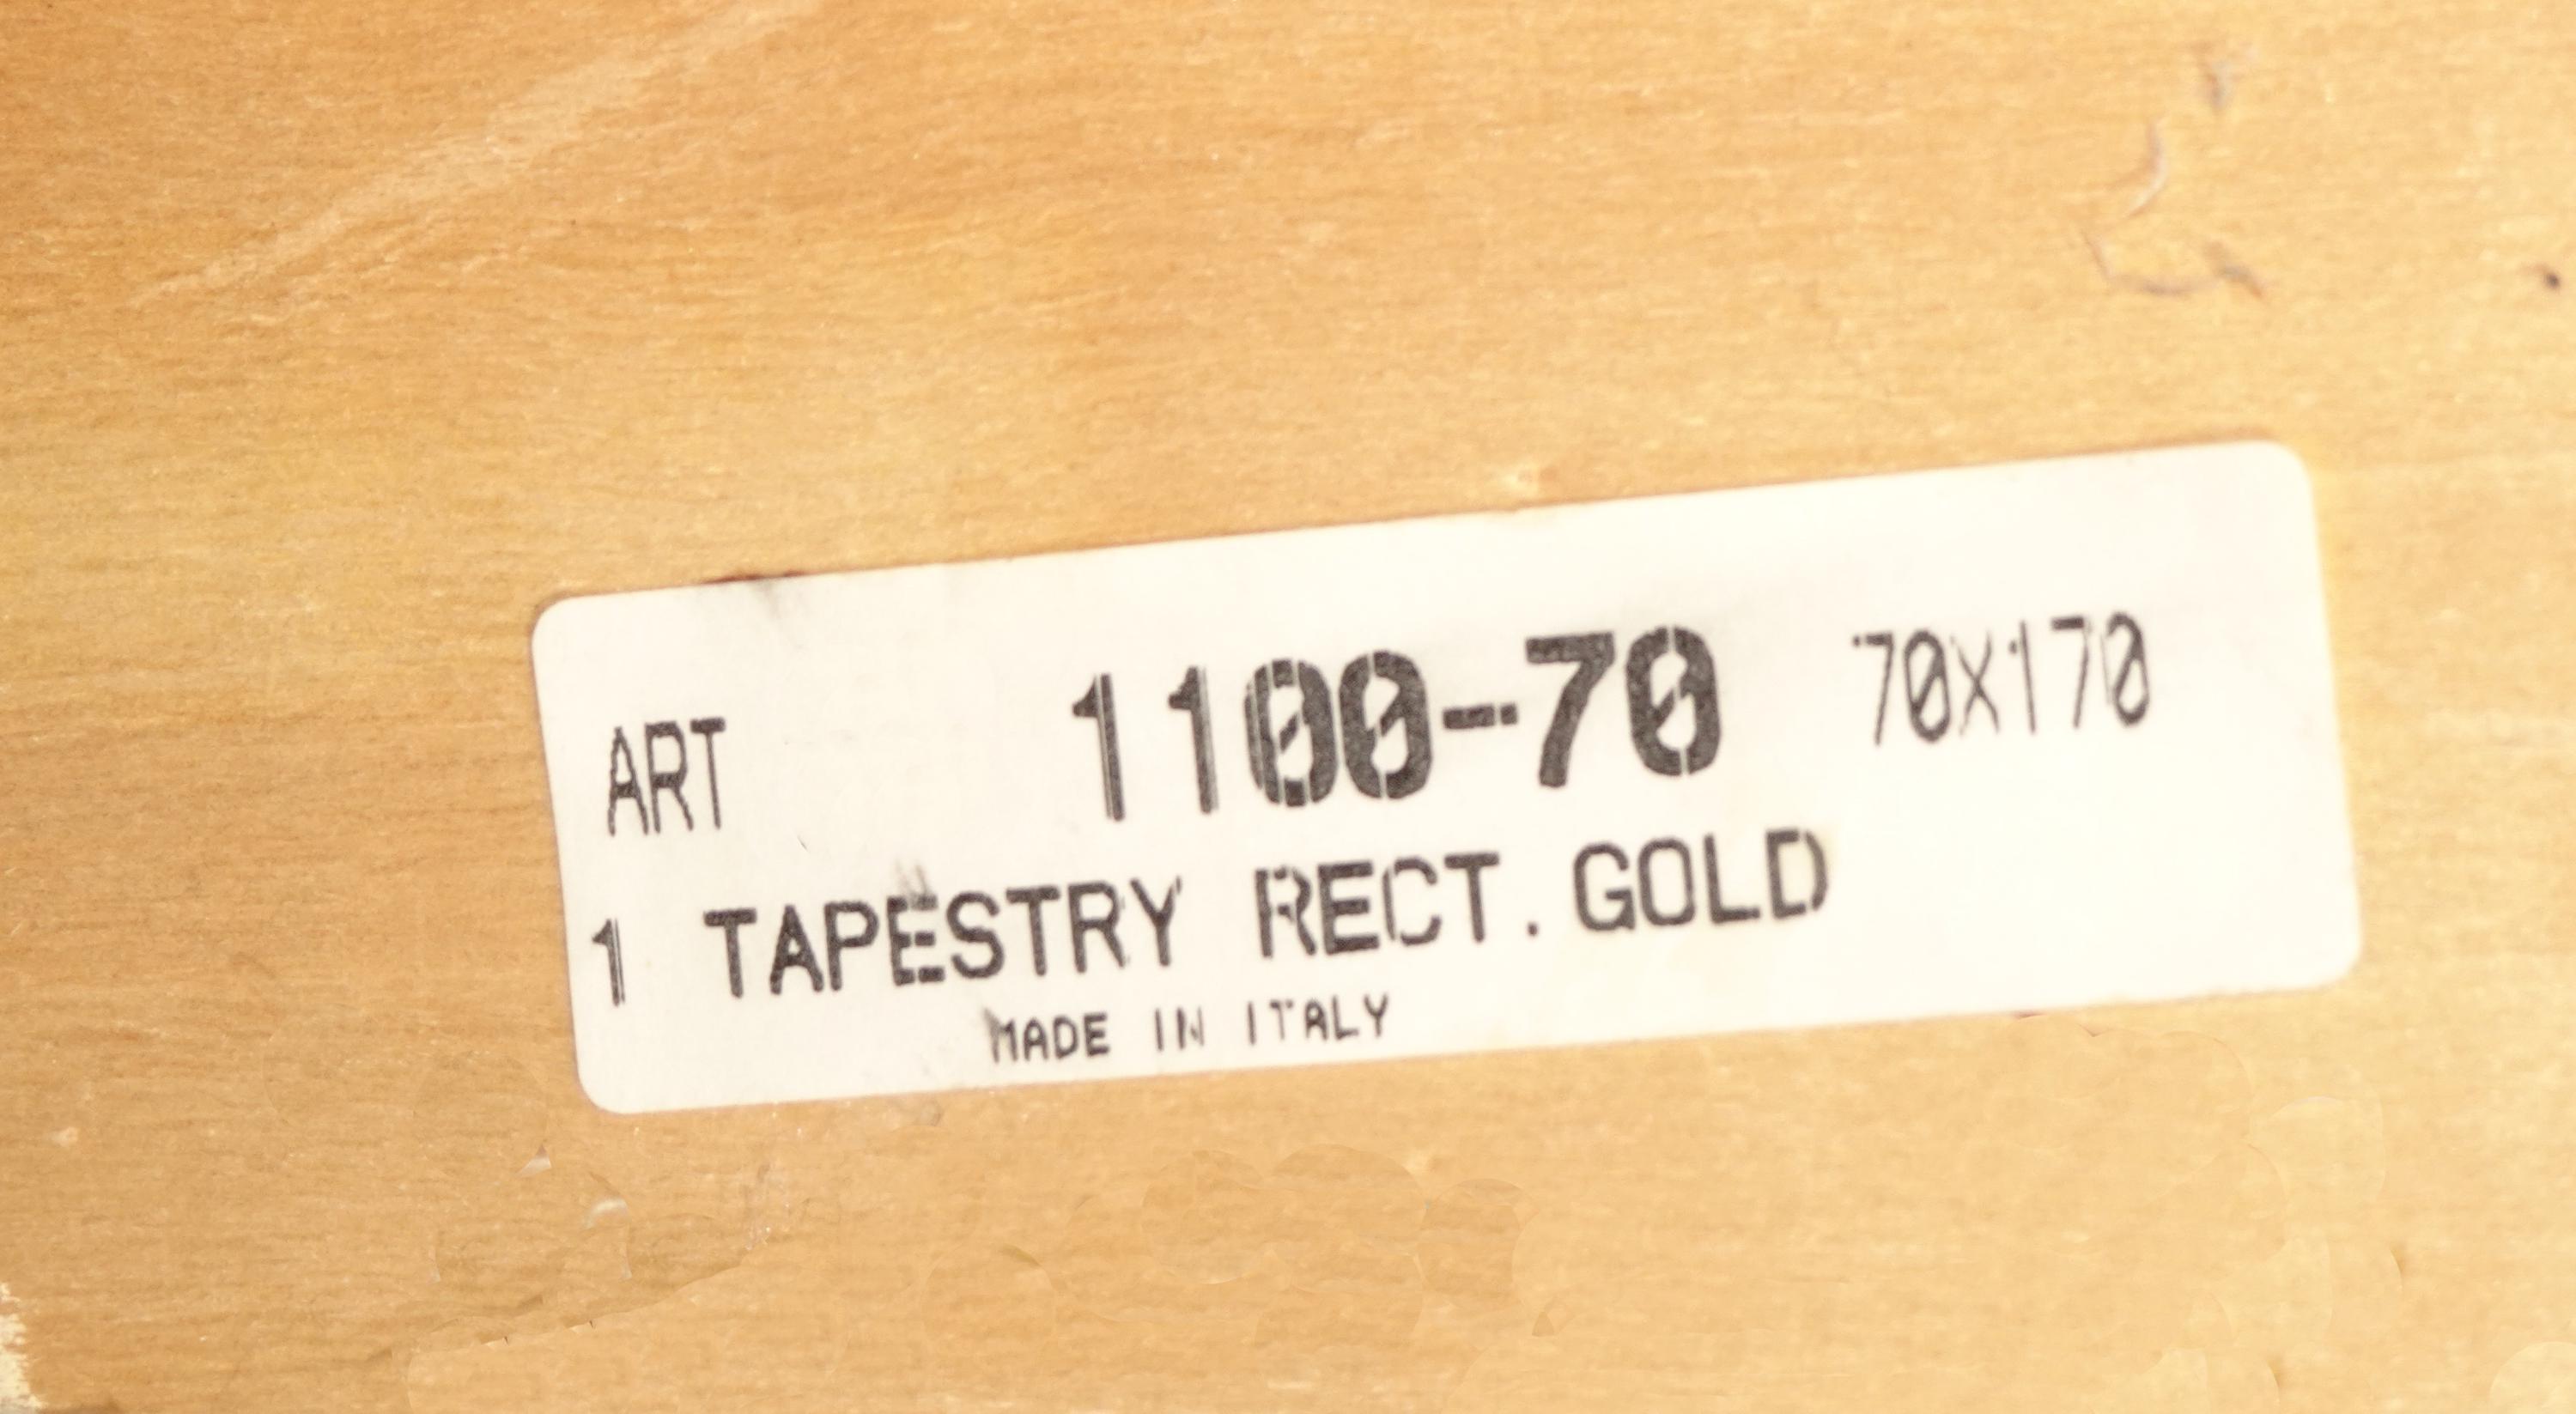 ART 1100-70 70X170
1 TAPESTRY RECT. GOLD
MADE IN ITALY